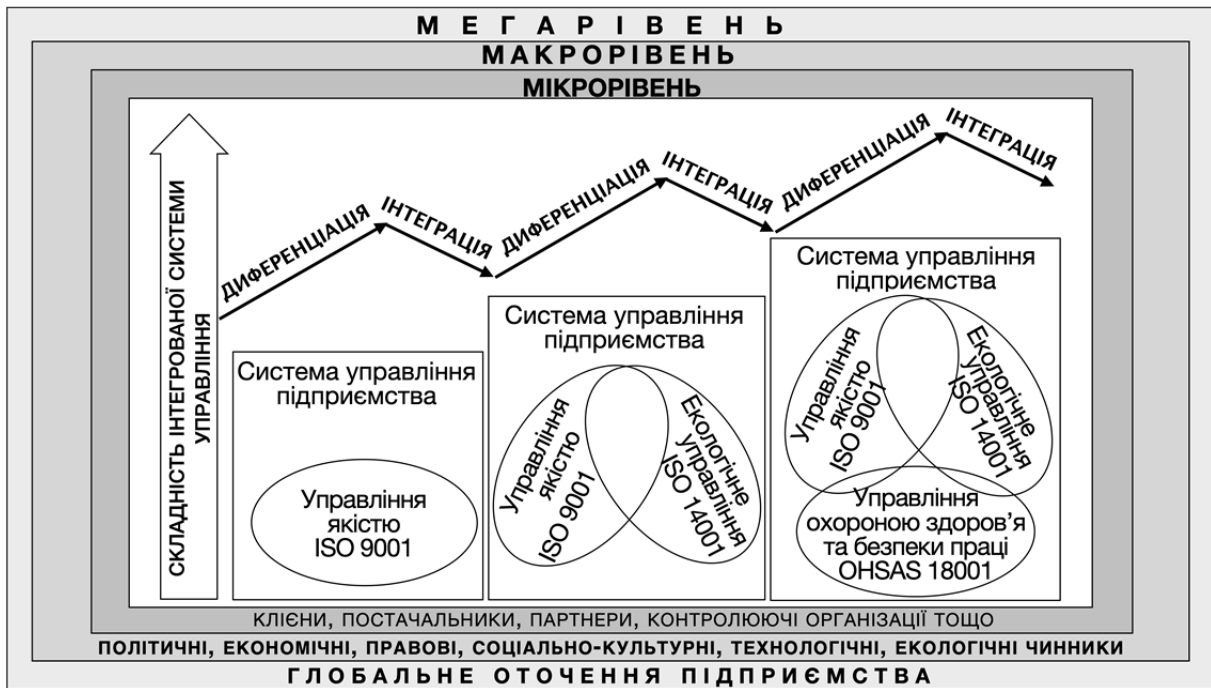 МЕГАРІВЕНЬ
МАКРОРІВЕНЬ
МІКРОРІВЕНЬ
СКЛАДНІСТЬ ІНТЕГРОВАНОЇ СИСТЕМИ
УПРАВЛІННЯ
ДИФЕРЕНЦІАЦІЯ
ІНТЕГРАЦІЯ
ДИФЕРЕНЦІАЦІЯ
ІНТЕГРАЦІЯ
ДИФЕРЕНЦІАЦІЯ
ІНТЕГРАЦІЯ
Система управління
підприємства
Управління
якістю
ISO 9001
Система управління
підприємства
Управління
якістю
ISO 9001
Екологічне
управління
ISO 14001
Система управління
підприємства
Управління
якістю
ISO 9001
Екологічне
управління
ISO 14001
Управління
охороною здоров’я
та безпеки праці
OHSAS 18001
КЛІЄНИ, ПОСТАЧАЛЬНИКИ, ПАРТНЕРИ, КОНТРОЛЮЮЧІ ОРГАНІЗАЦІЇ ТОЩО
ПОЛІТИЧНІ, ЕКОНОМІЧНІ, ПРАВОВІ, СОЦІАЛЬНО-КУЛЬТУРНІ, ТЕХНОЛОГІЧНІ, ЕКОЛОГІЧНІ ЧИННИКИ
ГЛОБАЛЬНЕ ОТОЧЕННЯ ПІДПРИЄМСТВА